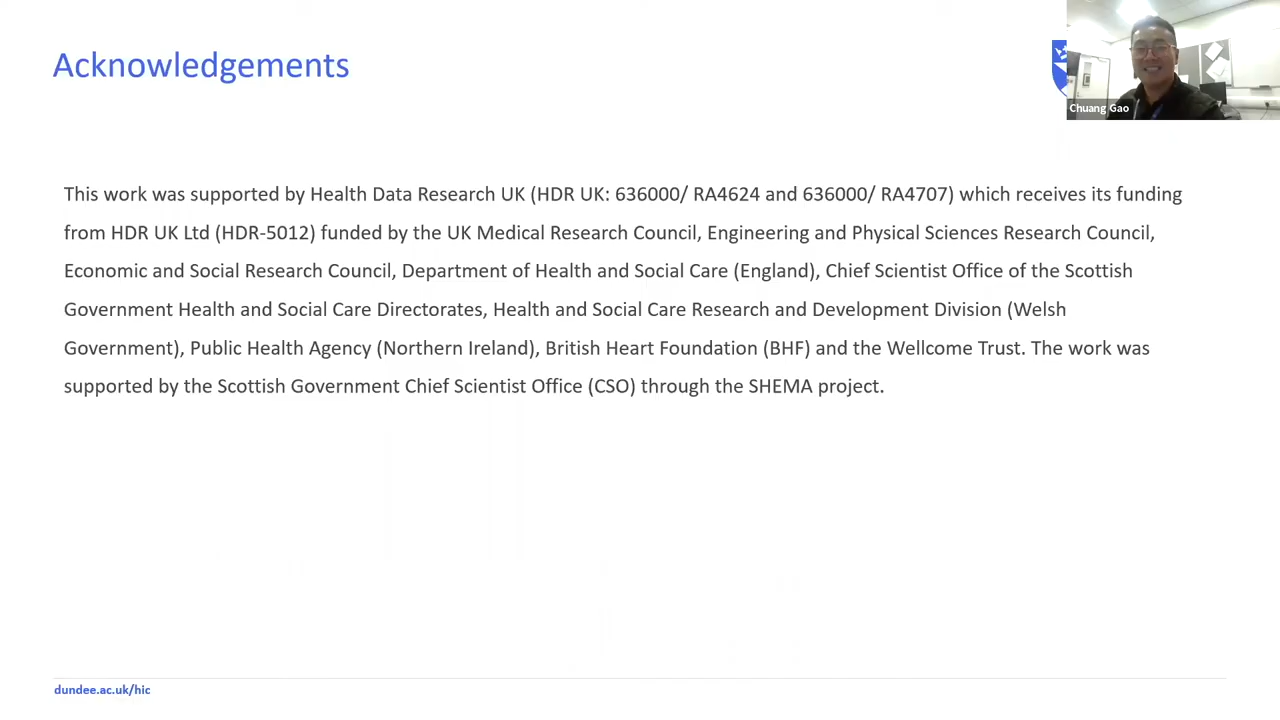 Acknowledgements
Chuang Gao
This work was supported by Health Data Research UK (HDR UK: 636000/ RA4624 and 636000/ RA4707) which receives its funding
from HDR UK Ltd (HDR-5012) funded by the UK Medical Research Council, Engineering and Physical Sciences Research Council,
Economic and Social Research Council, Department of Health and Social Care (England), Chief Scientist Office of the Scottish
Government Health and Social Care Directorates, Health and Social Care Research and Development Division (Welsh
Government), Public Health Agency (Northern Ireland), British Heart Foundation (BHF) and the Wellcome Trust. The work was
supported by the Scottish Government Chief Scientist Office (CSO) through the SHEMA project.
dundee.ac.uk/hic